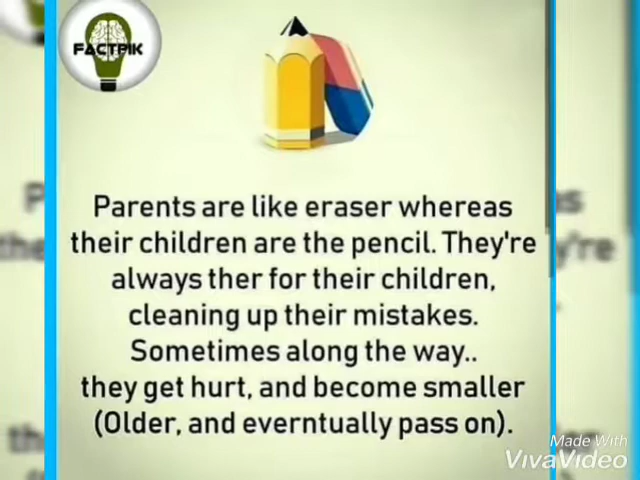 FACTPIK
Parents are like eraser whereas
their children are the pencil. They're
always ther for their children,
cleaning up their mistakes.
Sometimes along the way..
they get hurt, and become smaller
(Older, and everntually pass on).
Made With
VivaVideo